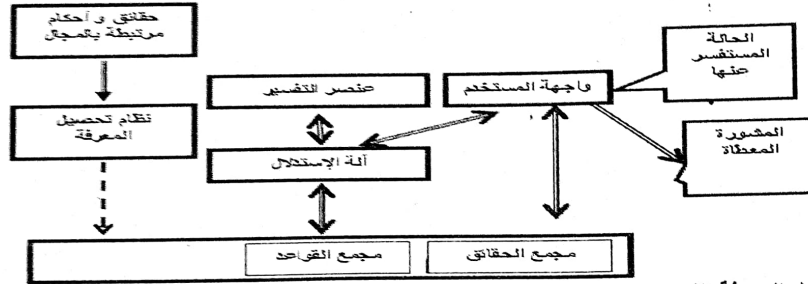 حقائق و أحكام
مرتبطة بالمجال
نظام تحصيل
المعرفة
عنصر التفسير
آلة الإستدلال
واجهة المستخدم
الحالة
المستفسر
عنها
المشورة
المعطاة
مجمع القواعد
مجمع الحقائق